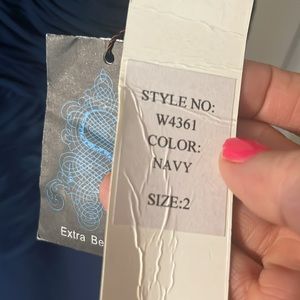 STYLE NO:
W4361
COLOR:
NAVY
SIZE:2
Extra Be